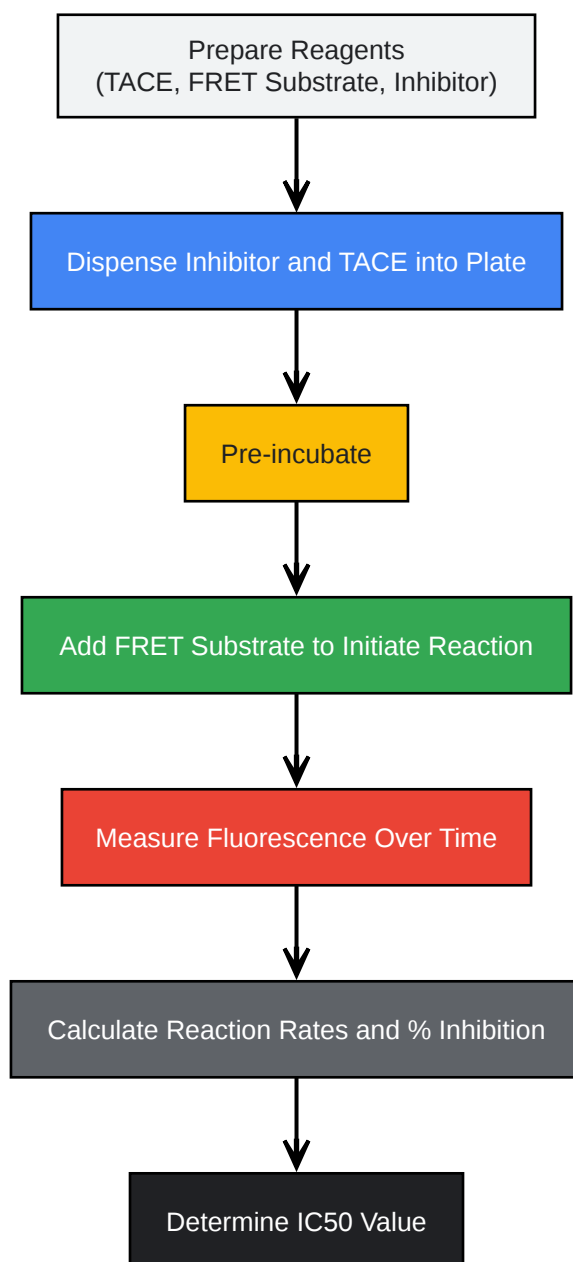 Prepare Reagents
(TACE, FRET Substrate, Inhibitor)
Dispense Inhibitor and TACE into Plate
Pre-incubate
Add FRET Substrate to Initiate Reaction
Measure Fluorescence Over Time
Calculate Reaction Rates and % Inhibition
Determine IC50 Value